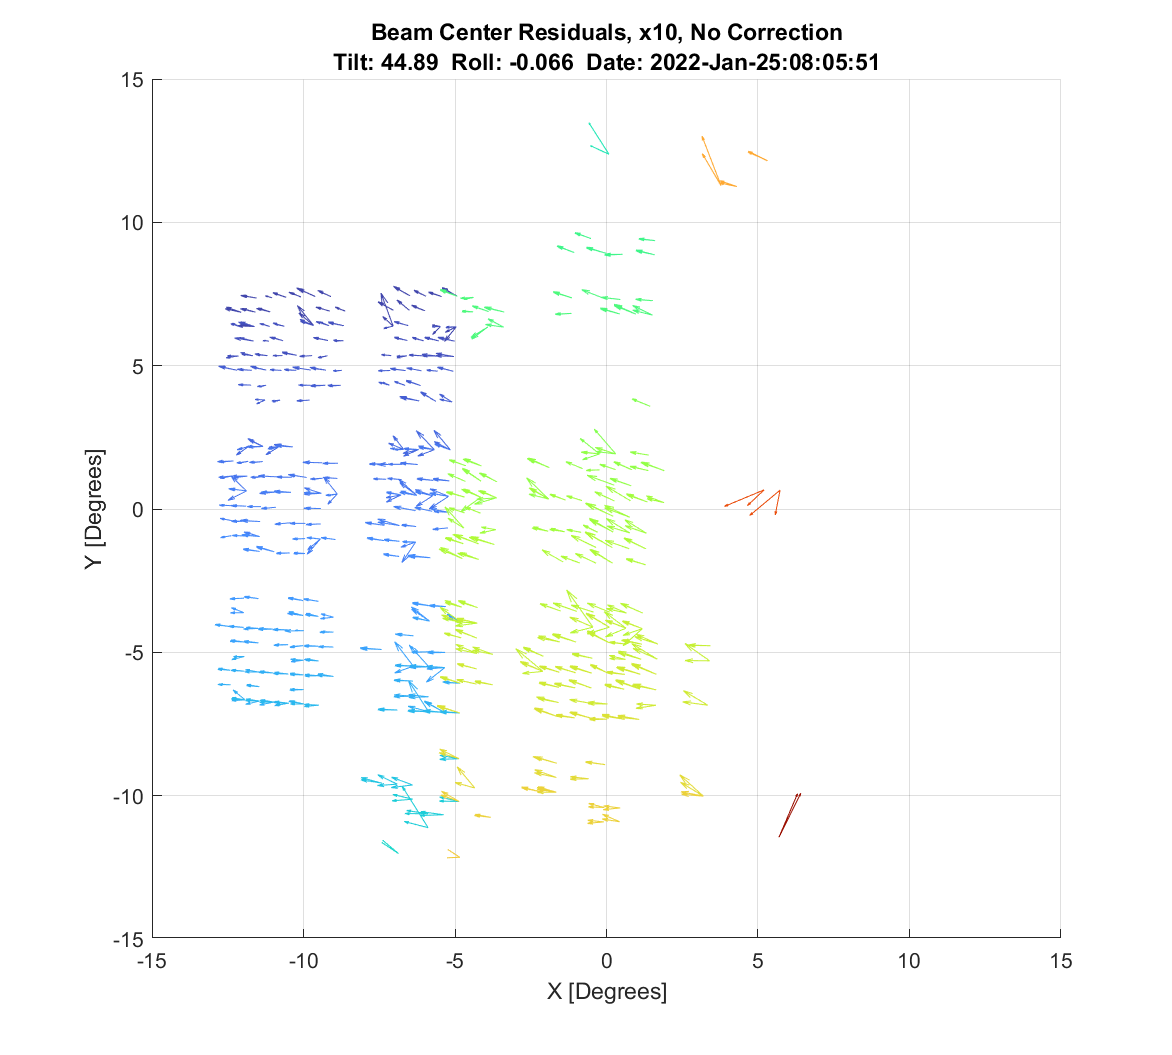 Beam Center Residuals, x10, No Correction
Tilt: 44.89  Roll: -0.066  Date: 2022-Jan-25:08:05:51
15
10
5
0
-5
-10
-15
Y [Degrees]
-15 -10 -5 0 5 10 15
X [Degrees]